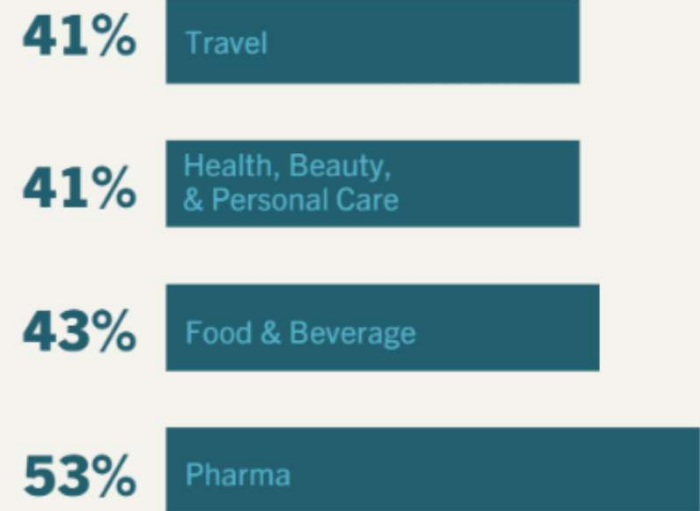 41% Travel
41% Health, Beauty,
& Personal Care
43% Food & Beverage
53% Pharma